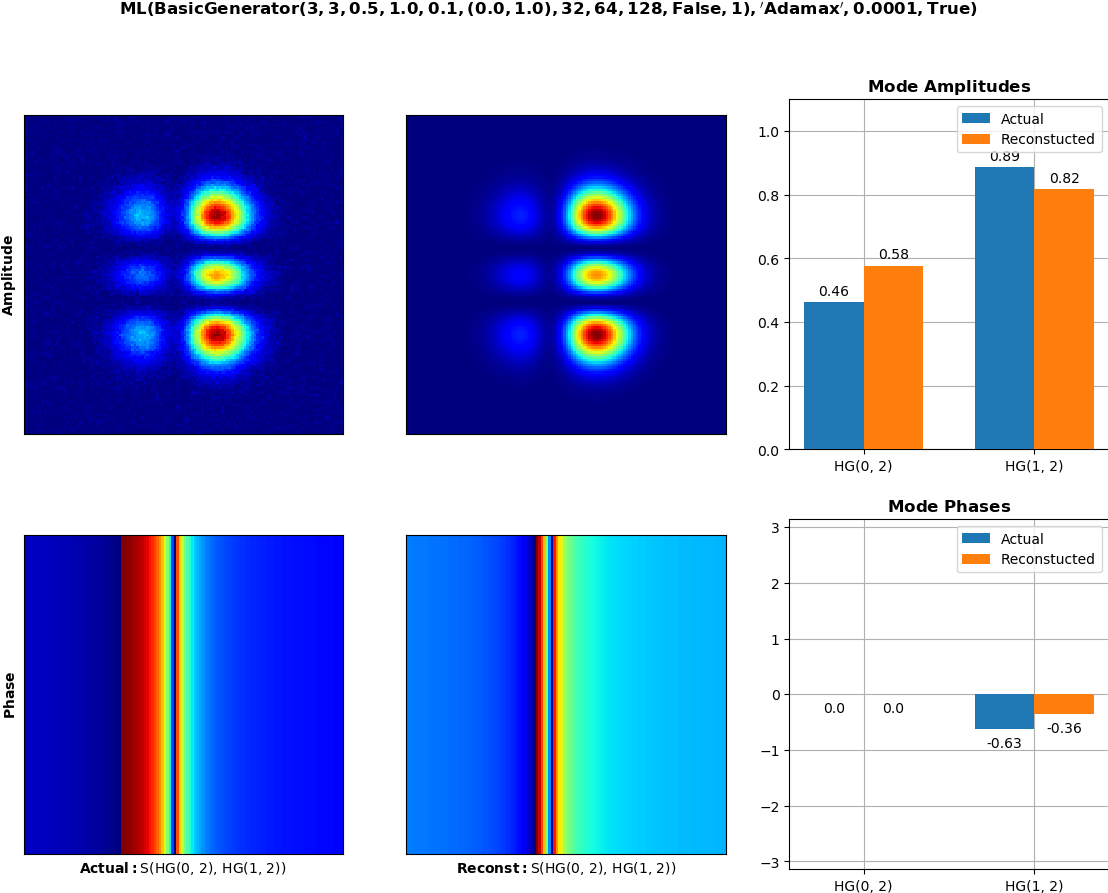 ML(BasicGenerator(3, 3, 0.5, 1.0, 0.1, (0.0, 1.0), 32, 64, 128, False, 1), 'Adamax', 0.0001, True)
Amplitude
Mode Amplitudes
Actual
Reconstucted
1.0
0.8
0.6
0.4
0.2
0.0
0.46
0.58
0.89
0.82
HG(0, 2)
HG(1, 2)
Phase
Actual: S(HG(0, 2), HG(1, 2))
Reconst: S(HG(0, 2), HG(1, 2))
Mode Phases
Actual
Reconstucted
3
2
1
0
−1
−2
−3
0.0
0.0
-0.63
-0.36
HG(0, 2)
HG(1, 2)